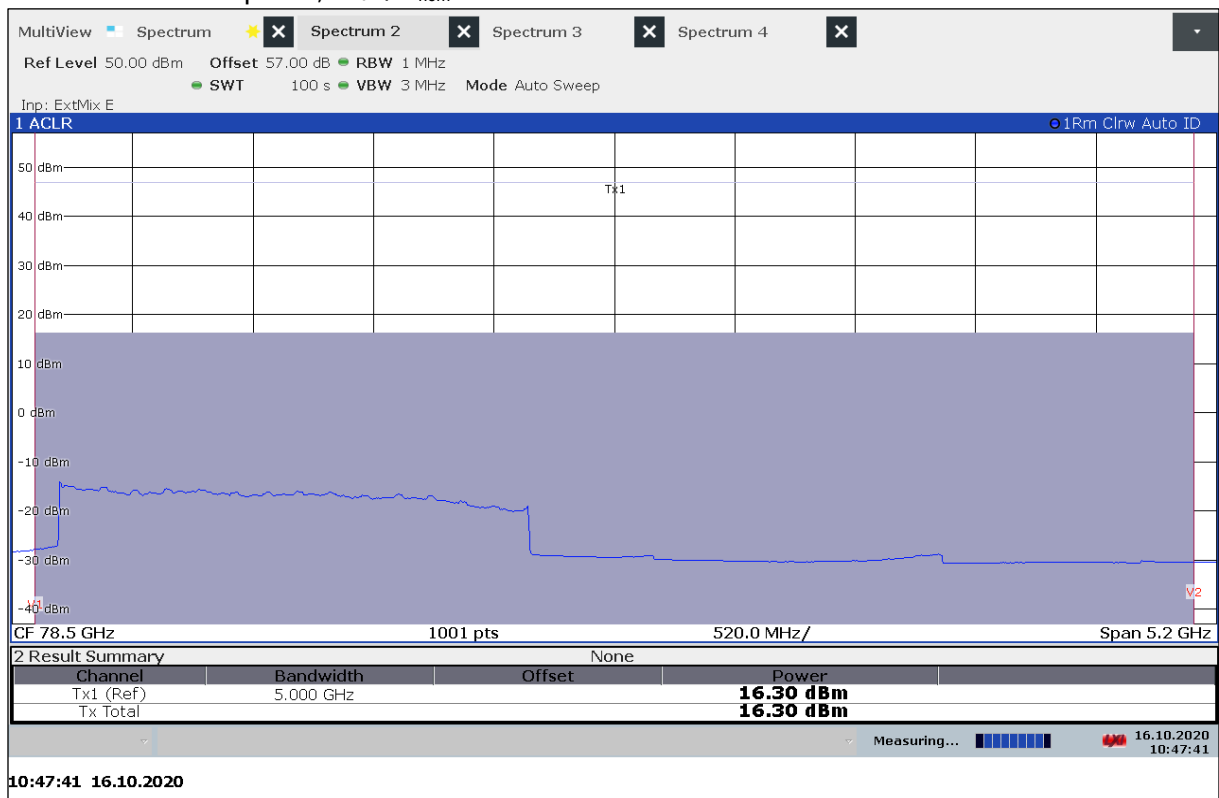 MultiView Spectrum Spectrum 2 Spectrum 3 Spectrum 4
Ref Level 50.00 dBm Offset 57.00 dB RBW 1 MHz
SWT 100 s VBW 3 MHz Mode Auto Sweep
Inp: ExtMix E
1 ACLR 1Rm Clrw Auto ID
50 dBm
Tx1
40 dBm
30 dBm
20 dBm
10 dBm
0 dBm
-10 dBm
-20 dBm
-30 dBm
V2
V1
-40 dBm
CF 78.5 GHz 1001 pts 520.0 MHz/ Span 5.2 GHz
2 Result Summary None
Channel Bandwidth Offset Power
Tx1 (Ref) 5.000 GHz 16.30 dBm
Tx Total 16.30 dBm
Measuring... 16.10.2020
10:47:41
10:47:41 16.10.2020